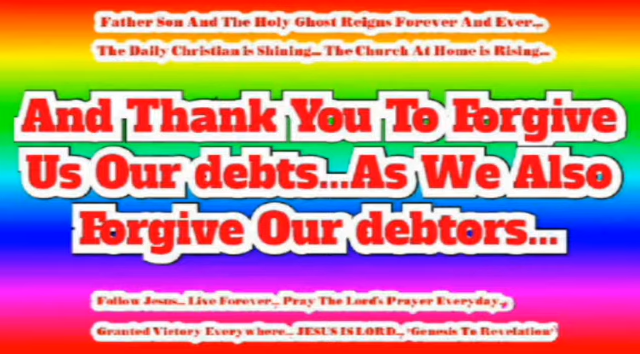 Father Son And The Holy Ghost Reigns Forever And Ever...
The Daily Christian is Shining... The Church At Home is Rising...
And Thank You To Forgive
Us Our debts...As We Also
Forgive Our debtors...
Follow Jesus... Live Forever... Pray The Lord's Prayer Everyday...
Granted Victory Everywhere... JESUS IS LORD... "Genesis To Revelation"